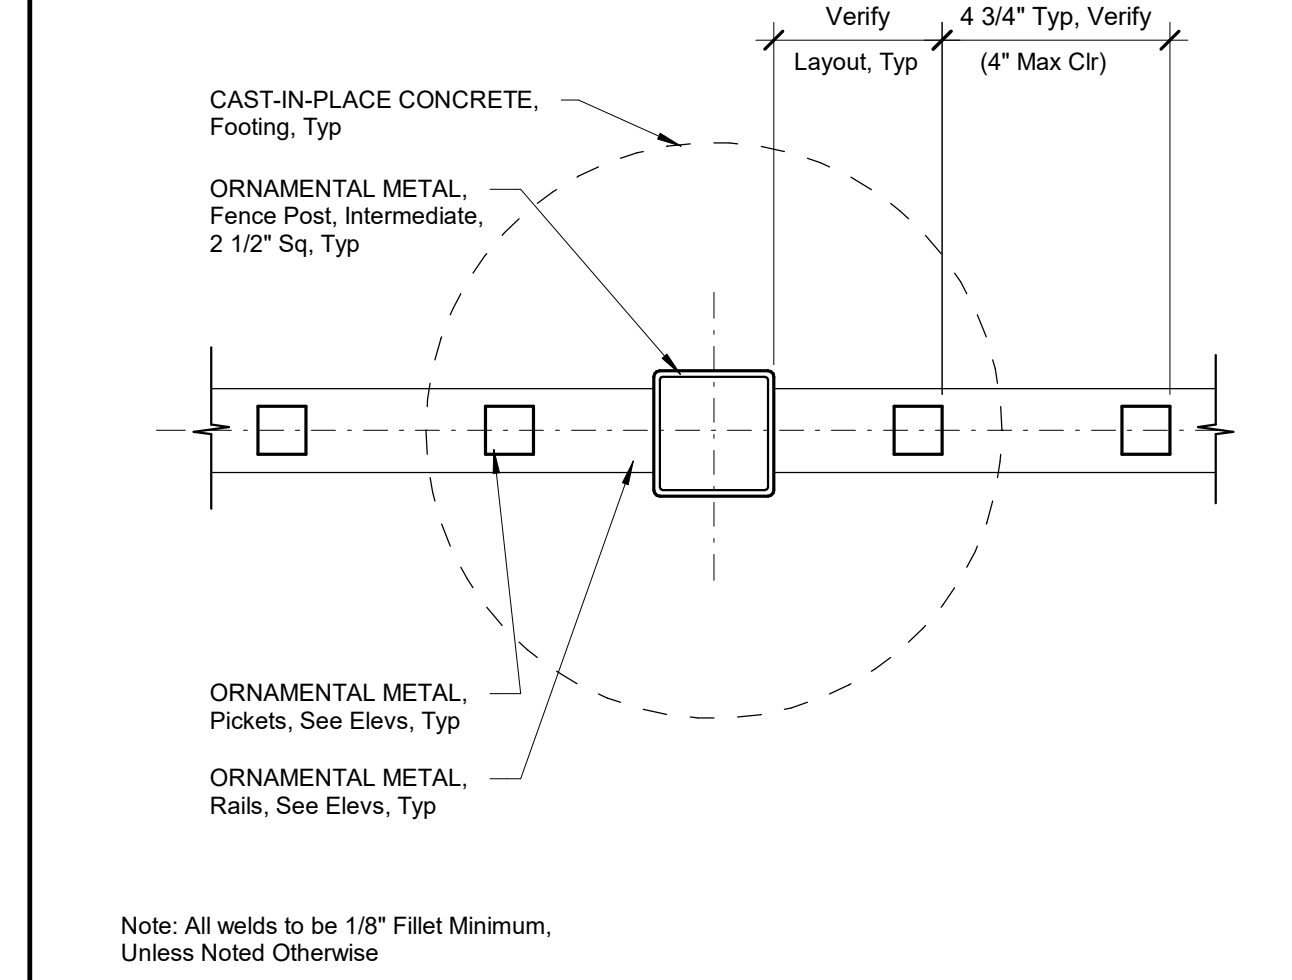 Verify
4 3/4" Typ, Verify
Layout, Typ
(4" Max Clr)
CAST-IN-PLACE CONCRETE,
Footing, Typ
ORNAMENTAL METAL,
Fence Post, Intermediate,
2 1/2" Sq, Typ
ORNAMENTAL METAL,
Pickets, See Elevs, Typ
ORNAMENTAL METAL,
Rails, See Elevs, Typ
Note: All welds to be 1/8" Fillet Minimum,
Unless Noted Otherwise